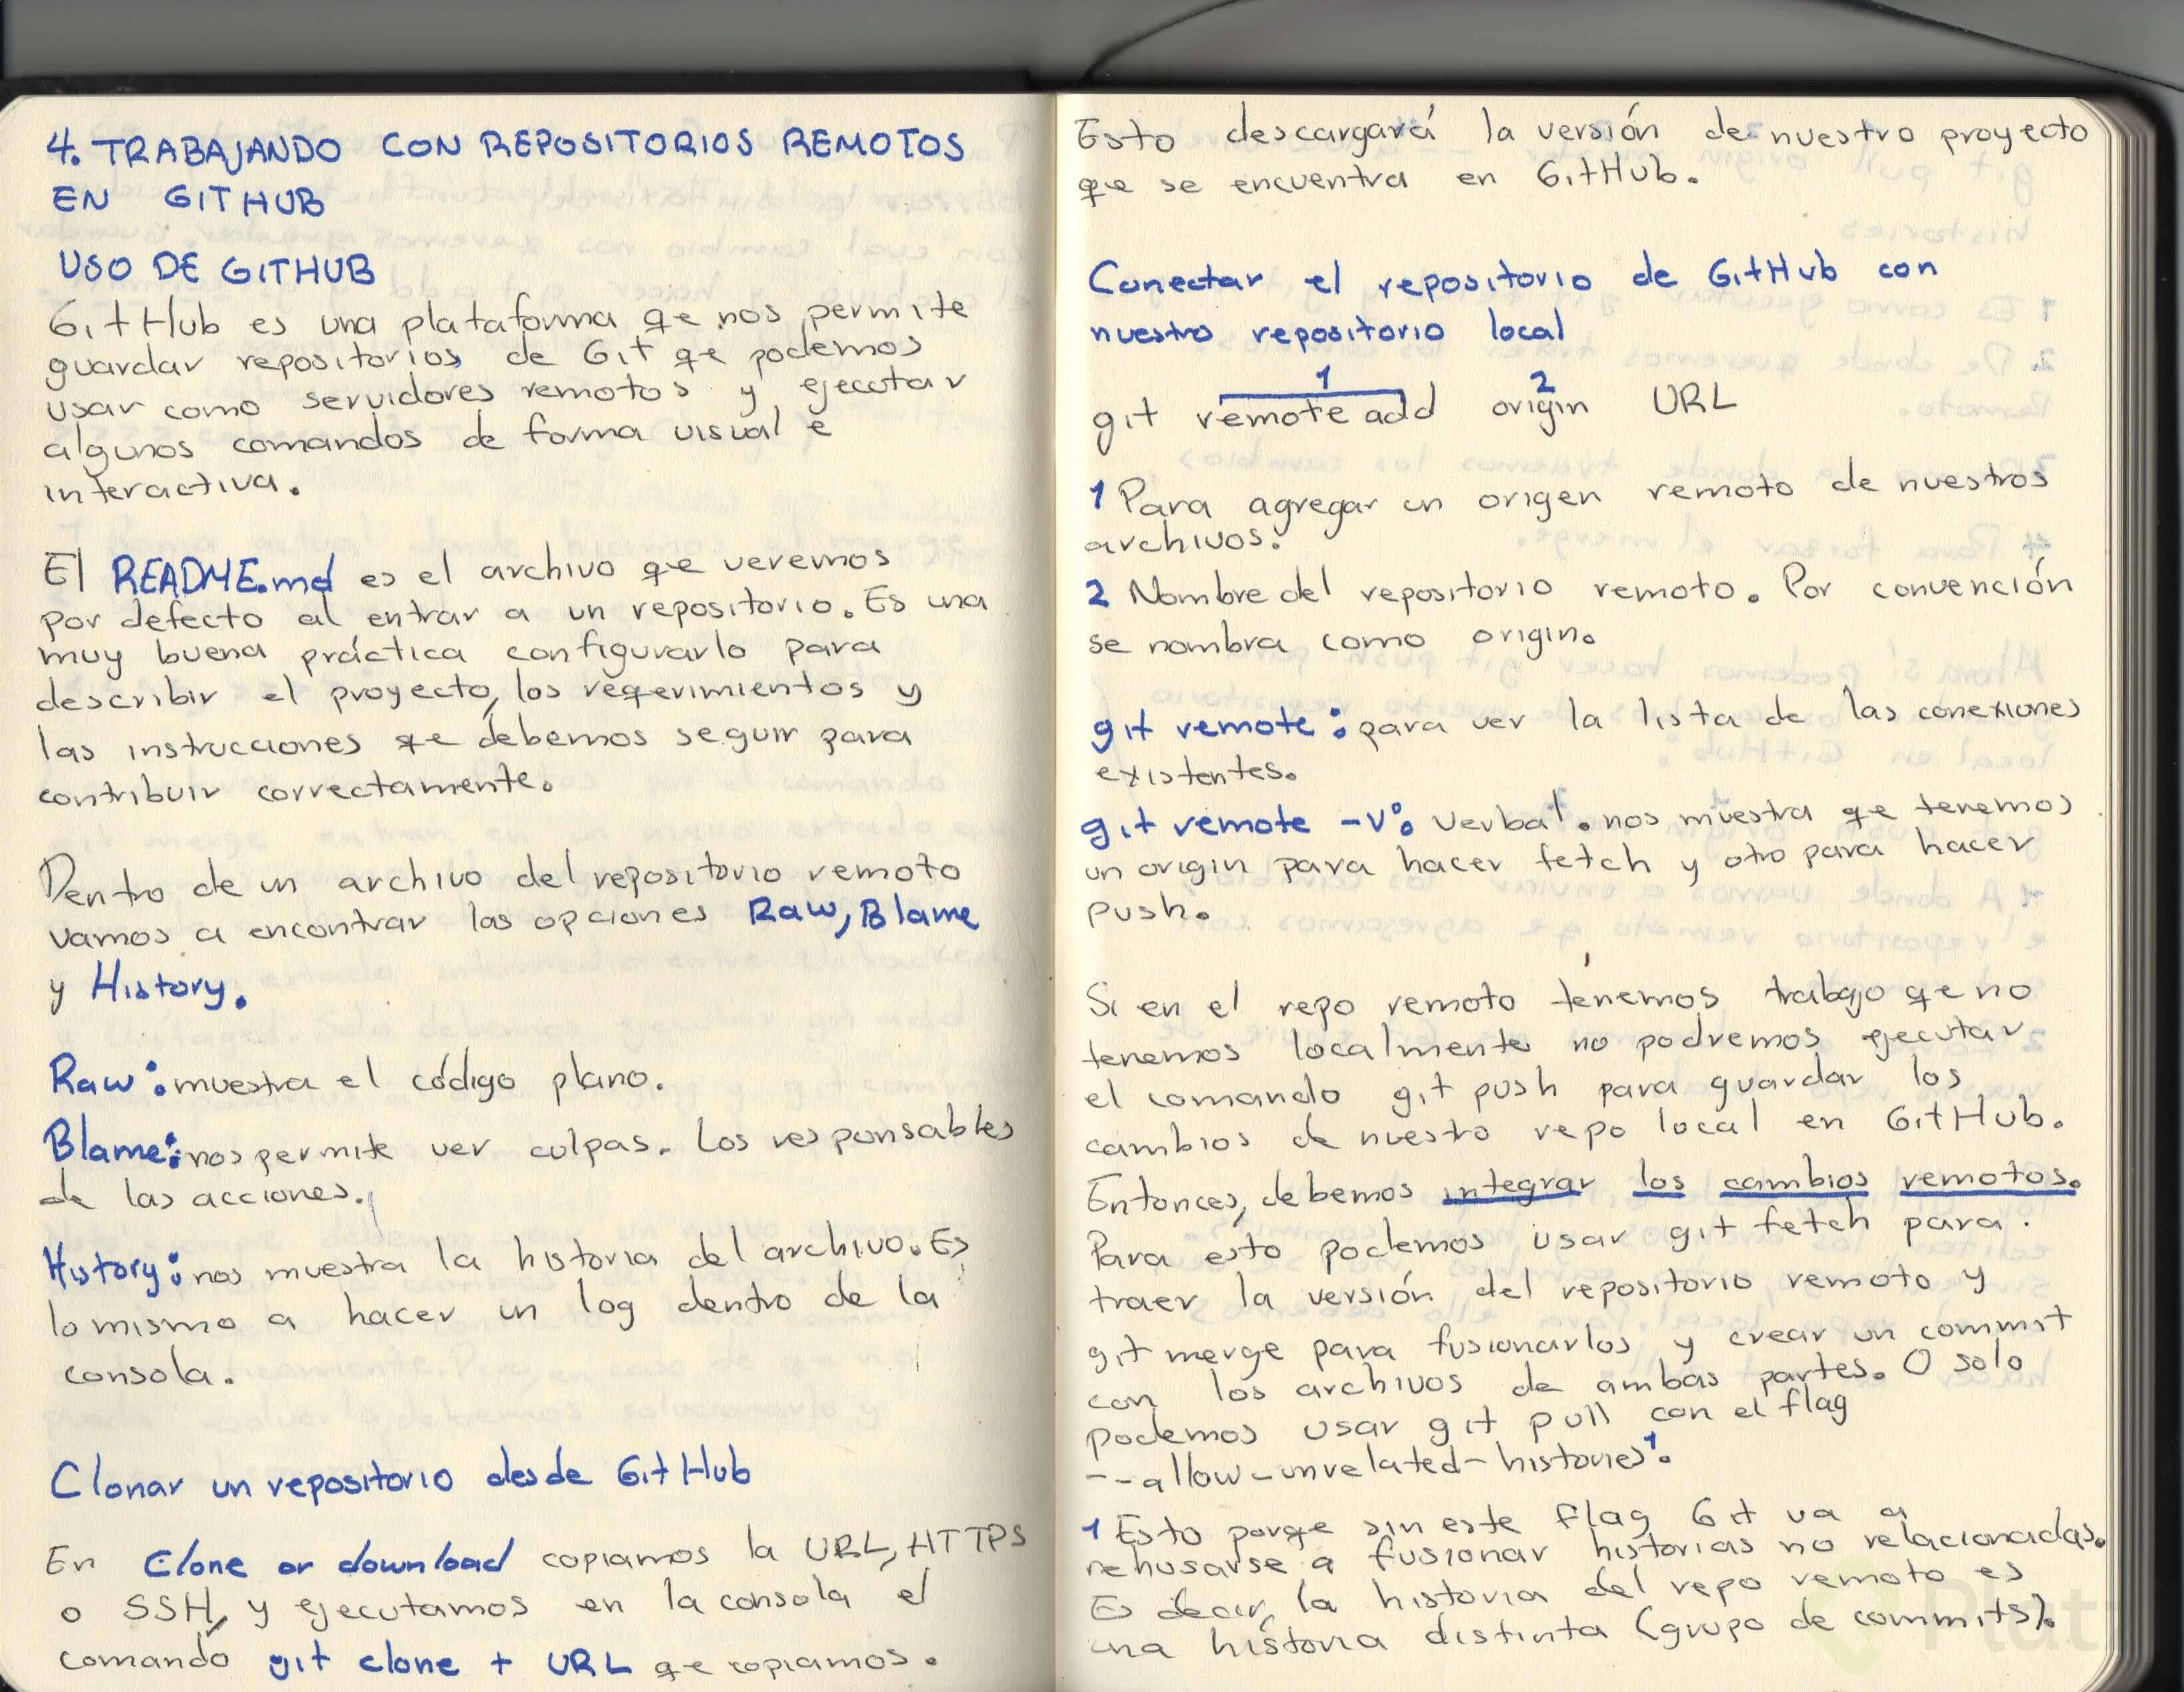 4. TRABAJANDO CON REPOSITORIOS REMOTOS
EN GITHUB
USO DE GITHUB
GitHub es una plataforma qe nos permite
guardar repositorios de Git qe podemos
usar como servidores remotos y ejecutar
algunos comandos de forma visual e
interactiva.
El README.md es el archivo qe veremos
por defecto al entrar a un repositorio. Es una
muy buena práctica configurarlo para
describir el proyecto, los reqerimientos y
las instrucciones qe debemos seguir para
contribuir correctamente.
Dentro de un archivo del repositorio remoto
vamos a encontrar las opciones Raw, Blame
y History.
Raw: muestra el código plano.
Blame: nos permite ver culpas. Los responsables
de las acciones.
History: nos muestra la historia del archivo. Es
lo mismo a hacer un log dentro de la
consola.
Clonar un repositorio desde GitHub
En Clone or download copiamos la URL, HTTPS
o SSH, y ejecutamos en la consola el
comando git clone + URL qe copiamos.
Esto descargará la versión de nuestro proyecto
qe se encuentra en GitHub.
Conectar el repositorio de GitHub con
nuestro repositorio local
1 2
git remote add origin URL
1 Para agregar un origen remoto de nuestros
archivos.
2 Nombre del repositorio remoto. Por convención
se nombra como origin.
git remote: para ver la lista de las conexiones
existentes.
git remote -v: verbal. nos muestra qe tenemos
un origin para hacer fetch y otro para hacer
push.
Si en el repo remoto tenemos trabajo qe no
tenemos localmente no podremos ejecutar
el comando git push para guardar los
cambios de nuestro repo local en GitHub.
Entonces, debemos integrar los cambios remotos.
Para esto podemos usar git fetch para
traer la versión del repositorio remoto y
git merge para fusionarlos y crear un commit
con los archivos de ambas partes. O solo
podemos usar git pull con el flag
--allow-unrelated-histories¹.
1 Esto porqe sin este flag Git va a
rehusarse a fusionar historias no relacionadas.
Es decir, la historia del repo remoto es
una historia distinta (grupo de commits).
Platzi